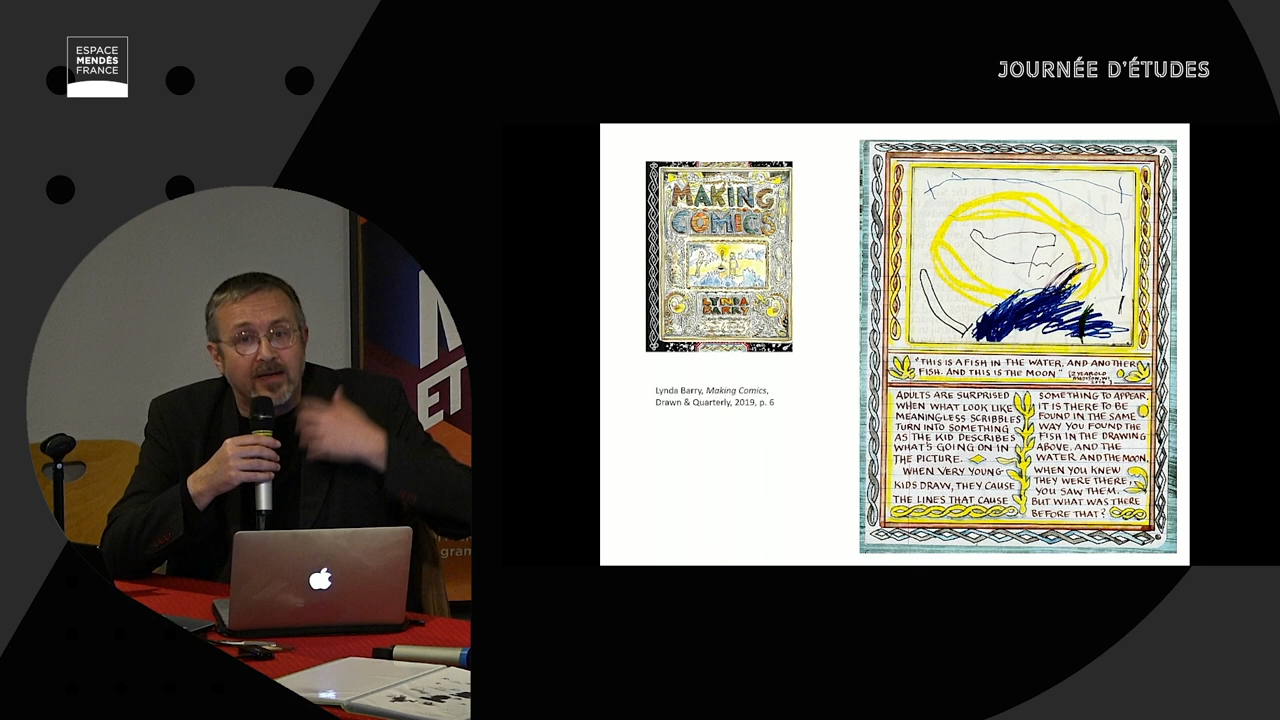 ESPACE
MENDÈS
FRANCE
JOURNÉE D'ÉTUDES
MAKING
COMICS
LYNDA
BARRY
Lynda Barry, Making Comics,
Drawn & Quarterly, 2019, p. 6
"THIS IS A FISH IN THE WATER, AND ANOTHER
FISH. AND THIS IS THE MOON."
ADULTS ARE SURPRISED
WHEN WHAT LOOK LIKE
MEANINGLESS SCRIBBLES
TURN INTO SOMETHING
AS THE KID DESCRIBES
WHAT'S GOING ON IN
THE PICTURE.
WHEN VERY YOUNG
KIDS DRAW, THEY CAUSE
THE LINES THAT CAUSE
SOMETHING TO APPEAR,
IT IS THERE TO BE
FOUND IN THE SAME
WAY YOU FOUND THE
FISH IN THE DRAWING
ABOVE, AND THE
WATER AND THE MOON.
WHEN YOU KNEW
THEY WERE THERE,
YOU SAW THEM.
BUT WHAT WAS THERE
BEFORE THAT?
ET
gram